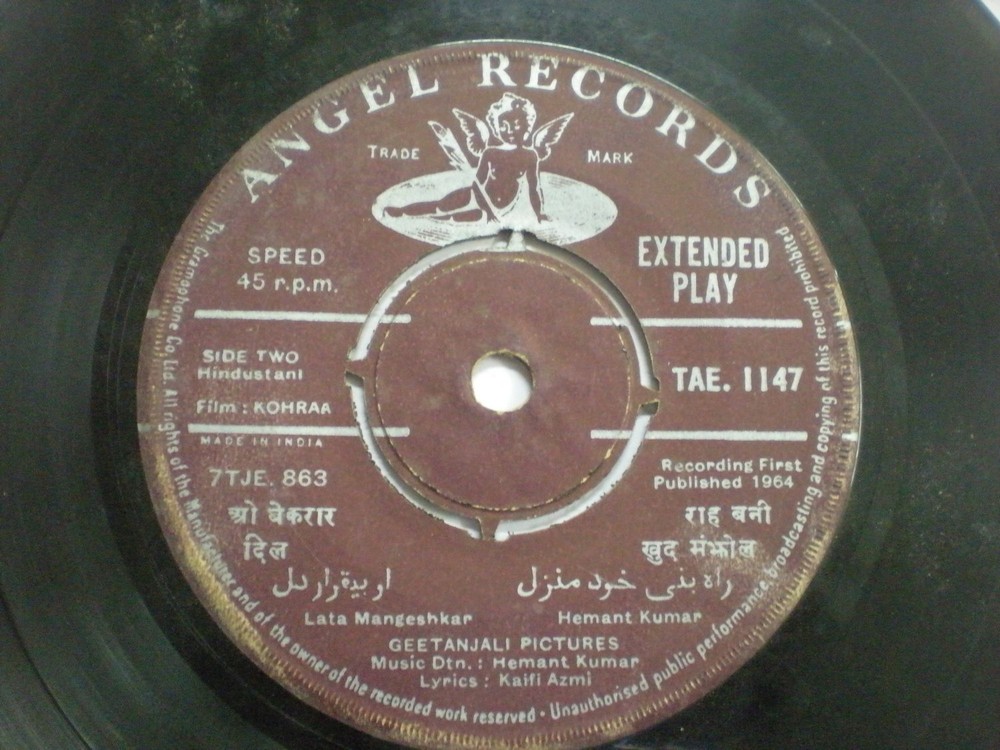 ANGEL RECORDS
TRADE MARK
SPEED
45 r.p.m.
EXTENDED
PLAY
SIDE TWO
Hindustani
Film : KOHRAA
MADE IN INDIA
TAE. 1147
7TJE. 863
Recording First
Published 1964
ओ बेकरार
दिल
राह बनी
खुद मंझील
او بیقرار دل
راہ بنی خود منزل
Lata Mangeshkar
Hemant Kumar
GEETANJALI PICTURES
Music Dtn. : Hemant Kumar
Lyrics : Kaifi Azmi
The Gramophone Co. Ltd. All rights of the Manufacturer and of the owner of the recorded work reserved · Unauthorised public performance, broadcasting and copying of this record prohibited